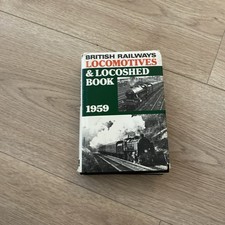 BRITISH RAILWAYS
LOCOMOTIVES
& LOCOSHED
BOOK
1959